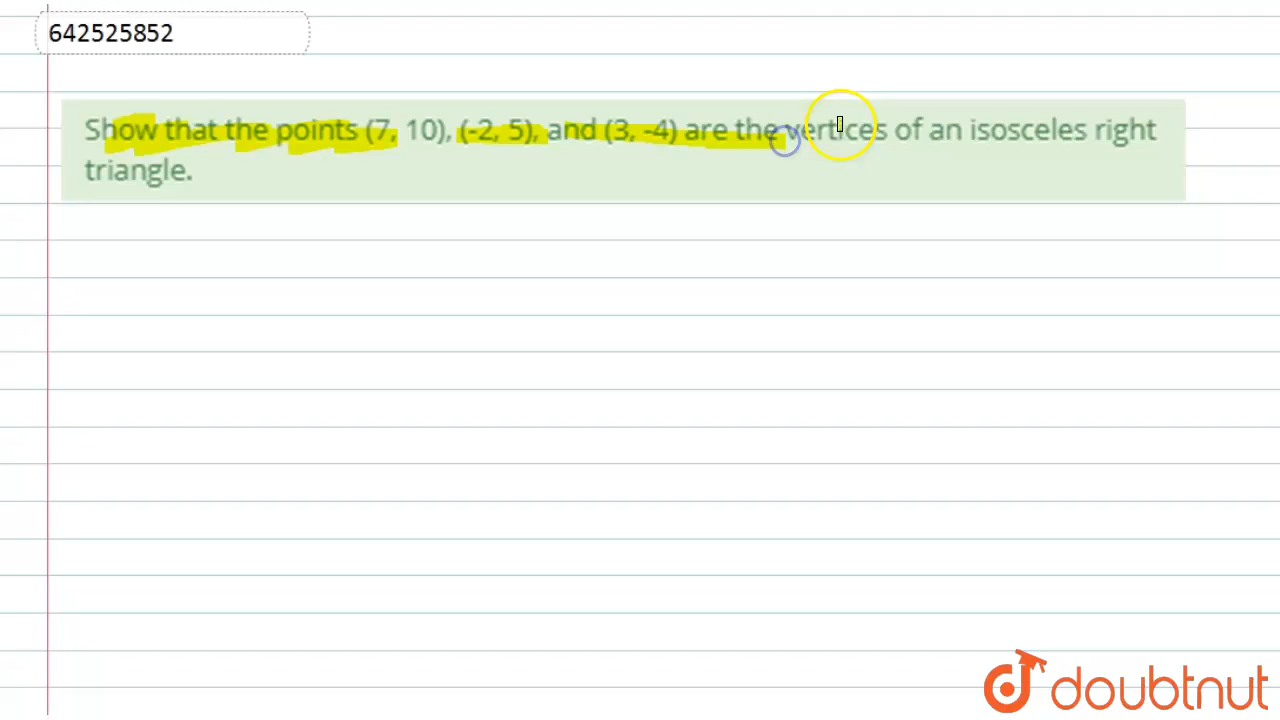 642525852
Show that the points (7, 10), (-2, 5), and (3, -4) are the vertices of an isosceles right
triangle.
doubtnut